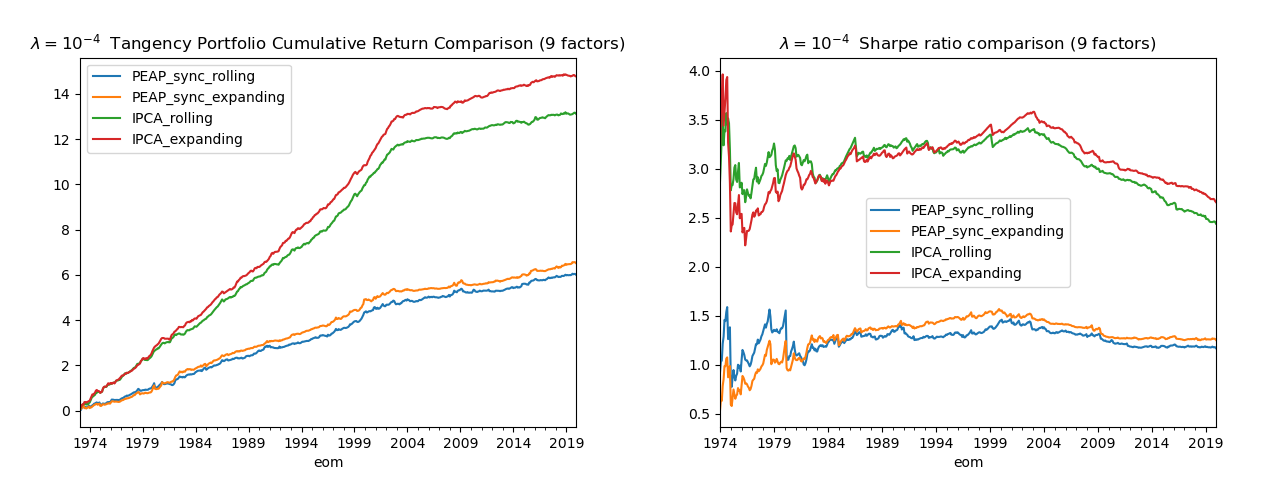 λ = 10⁻⁴ Tangency Portfolio Cumulative Return Comparison (9 factors)
PEAP_sync_rolling
PEAP_sync_expanding
IPCA_rolling
IPCA_expanding
14
12
10
8
6
4
2
0
1974 1979 1984 1989 1994 1999 2004 2009 2014 2019
eom
λ = 10⁻⁴ Sharpe ratio comparison (9 factors)
4.0
3.5
3.0
2.5
2.0
1.5
1.0
0.5
PEAP_sync_rolling
PEAP_sync_expanding
IPCA_rolling
IPCA_expanding
1974 1979 1984 1989 1994 1999 2004 2009 2014 2019
eom